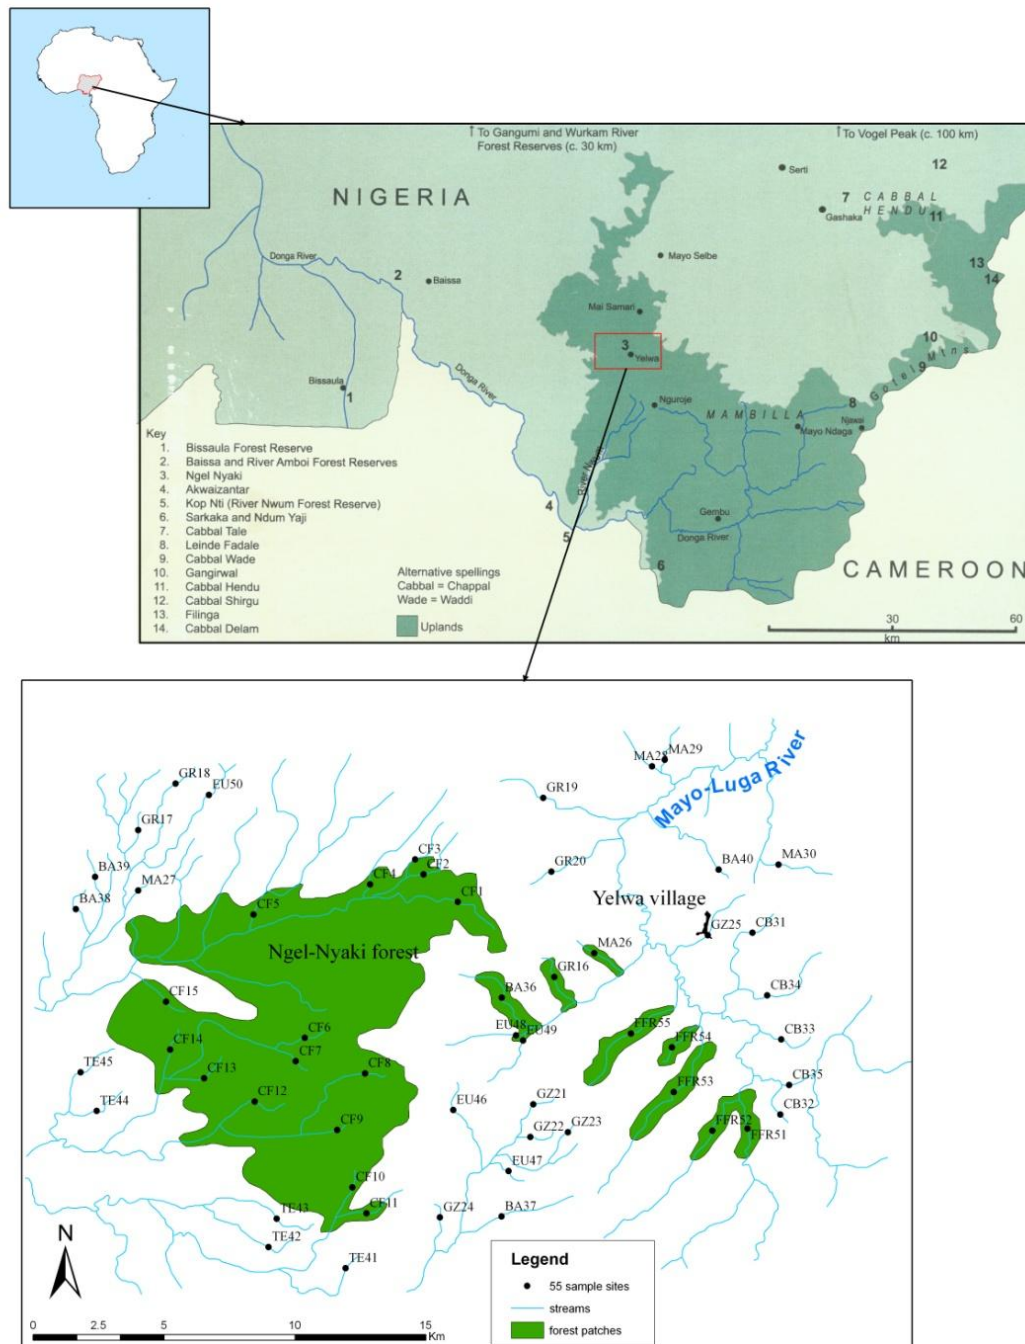 ↑ To Gangumi and Wurkam River
Forest Reserves (c. 30 km)
↑ To Vogel Peak (c. 100 km)
NIGERIA
Serti
12
7
CABBAL
HENDU
11
Gashaka
Donga River
2
Baissa
Mayo Selbe
13
14
Mai Samari
3
Yelwa
10
Gotel Mtns
9
Donga River
Bissaula
1
Nguroje
MAMBILLA
8
Mayo Ndaga
Njawai
River Nwum
4
5
Gembu
Donga River
6
CAMEROON
Key
1. Bissaula Forest Reserve
2. Baissa and River Amboi Forest Reserves
3. Ngel Nyaki
4. Akwaizantar
5. Kop Nti (River Nwum Forest Reserve)
6. Sarkaka and Ndum Yaji
7. Cabbal Tale
8. Leinde Fadale
9. Cabbal Wade
10. Gangirwal
11. Cabbal Hendu
12. Cabbal Shirgu
13. Filinga
14. Cabbal Delam
Alternative spellings
Cabbal = Chappal
Wade = Waddi
Uplands
30
60
km
MA28
MA29
Mayo-Luga River
GR18
EU50
GR19
GR17
CF3
CF2
GR20
BA40
MA30
BA39
MA27
CF4
CF1
BA38
CF5
Yelwa village
GZ25
CB31
Ngel-Nyaki forest
MA26
GR16
CF15
BA36
CB34
CF6
EU48
EU49
FFR55
FFR54
CB33
CF14
CF7
TE45
CF13
CF8
CB35
FFR53
TE44
CF12
EU46
GZ21
CB32
CF9
GZ22
GZ23
FFR52
FFR51
EU47
CF10
CF11
TE43
GZ24
BA37
TE42
TE41
N
Legend
55 sample sites
streams
forest patches
0
2.5
5
10
15
Km